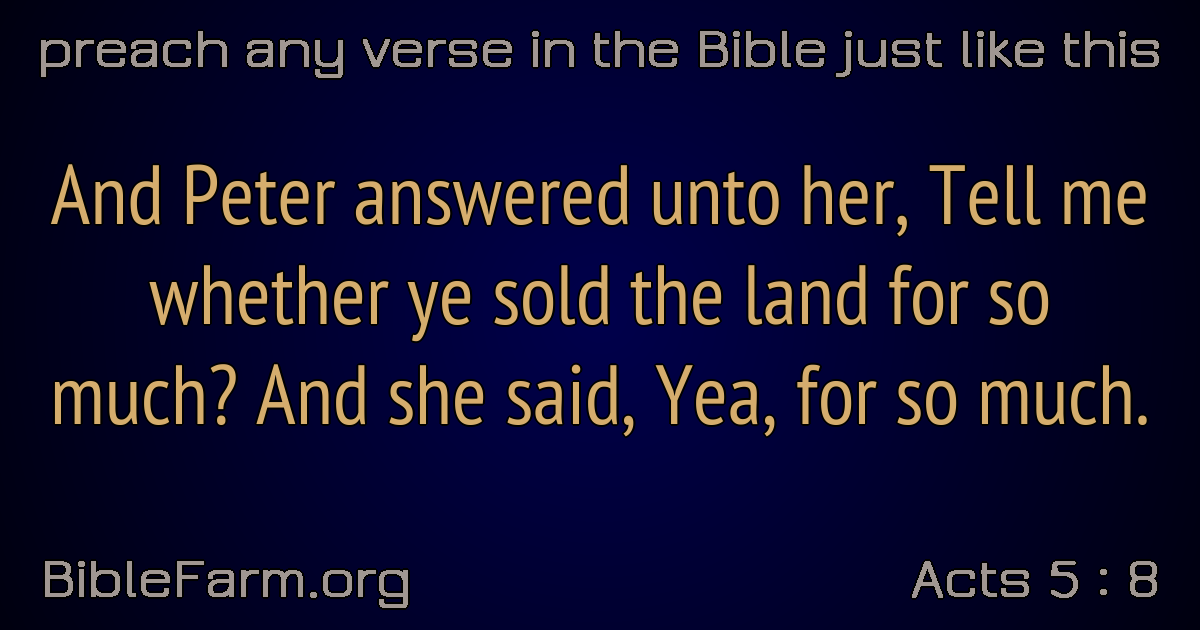 preach any verse in the Bible just like this
And Peter answered unto her, Tell me
whether ye sold the land for so
much? And she said, Yea, for so much.
BibleFarm.org
Acts 5 : 8